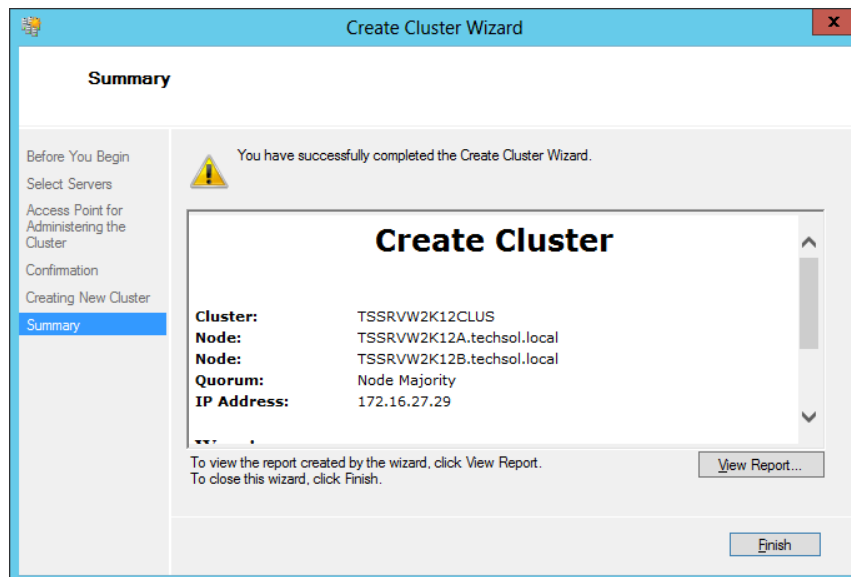 Create Cluster Wizard
x
Summary
Before You Begin
Select Servers
Access Point for
Administering the
Cluster
Confirmation
Creating New Cluster
Summary
You have successfully completed the Create Cluster Wizard.
Create Cluster
Cluster: TSSRVW2K12CLUS
Node: TSSRVW2K12A.techsol.local
Node: TSSRVW2K12B.techsol.local
Quorum: Node Majority
IP Address: 172.16.27.29
To view the report created by the wizard, click View Report.
To close this wizard, click Finish.
View Report...
Finish